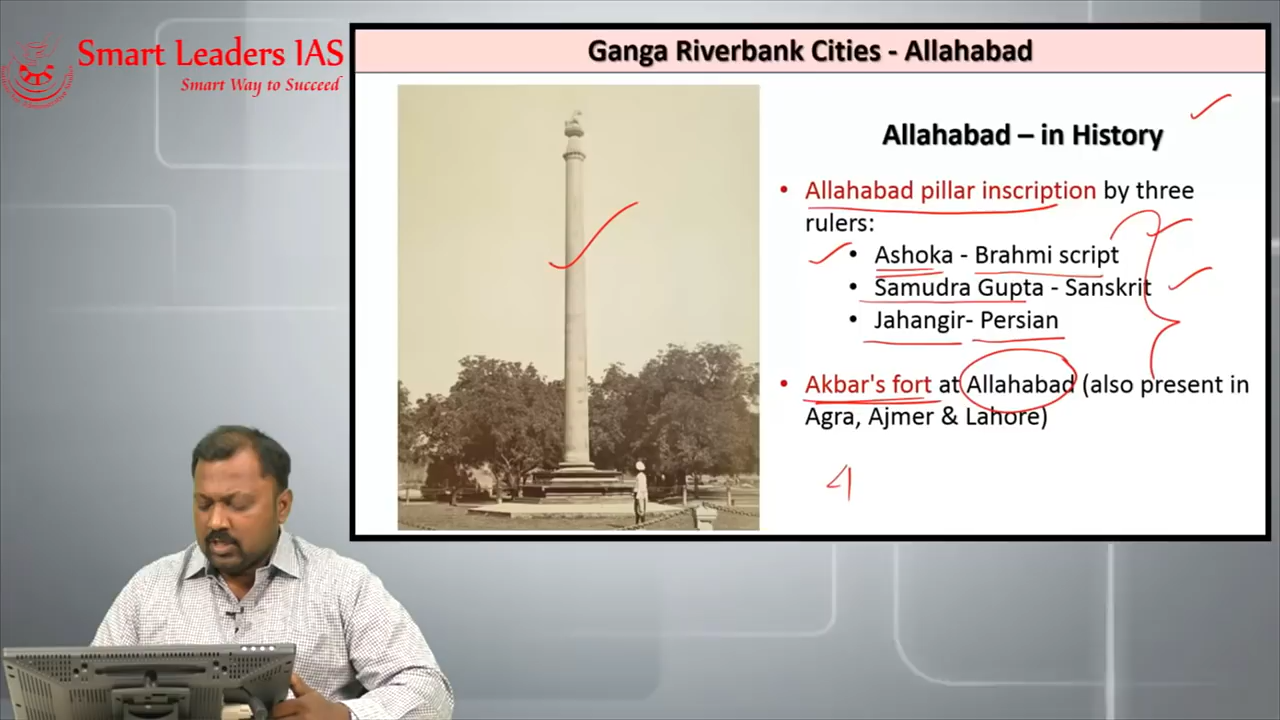 Smart Leaders IAS
Smart Way to Succeed
Ganga Riverbank Cities - Allahabad
Allahabad – in History
• Allahabad pillar inscription by three
rulers:
• Ashoka - Brahmi script
• Samudra Gupta - Sanskrit
• Jahangir- Persian
• Akbar's fort at Allahabad (also present in
Agra, Ajmer & Lahore)
4